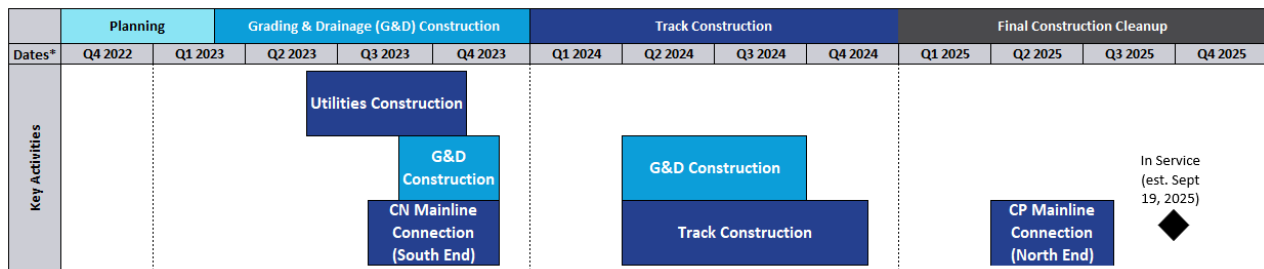 Planning Grading & Drainage (G&D) Construction Track Construction Final Construction Cleanup
Dates* Q4 2022 Q1 2023 Q2 2023 Q3 2023 Q4 2023 Q1 2024 Q2 2024 Q3 2024 Q4 2024 Q1 2025 Q2 2025 Q3 2025 Q4 2025
Key Activities
Utilities Construction
G&D
Construction
CN Mainline
Connection
(South End)
G&D Construction
Track Construction
CP Mainline
Connection
(North End)
In Service
(est. Sept
19, 2025)